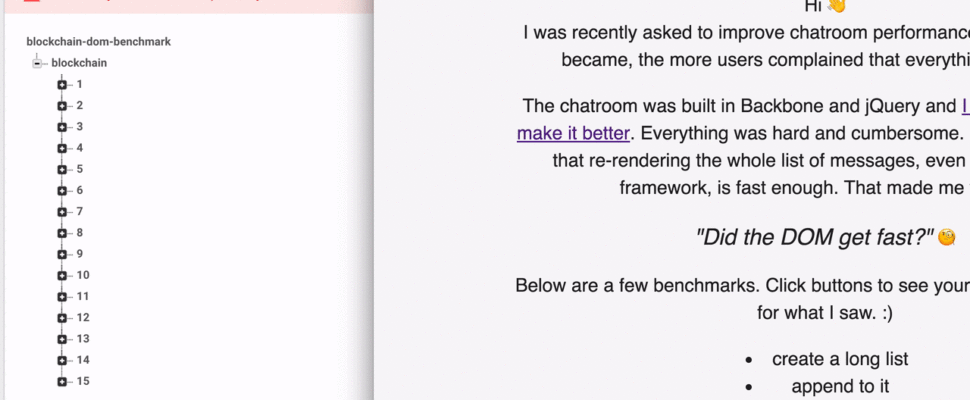 blockchain-dom-benchmark
blockchain
1
2
3
4
5
6
7
8
9
10
11
12
13
14
15
Hi 👋
I was recently asked to improve chatroom performance
became, the more users complained that everythi
The chatroom was built in Backbone and jQuery and I
make it better. Everything was hard and cumbersome.
that re-rendering the whole list of messages, even
framework, is fast enough. That made me
"Did the DOM get fast?" 🧐
Below are a few benchmarks. Click buttons to see your
for what I saw. :)
• create a long list
• append to it